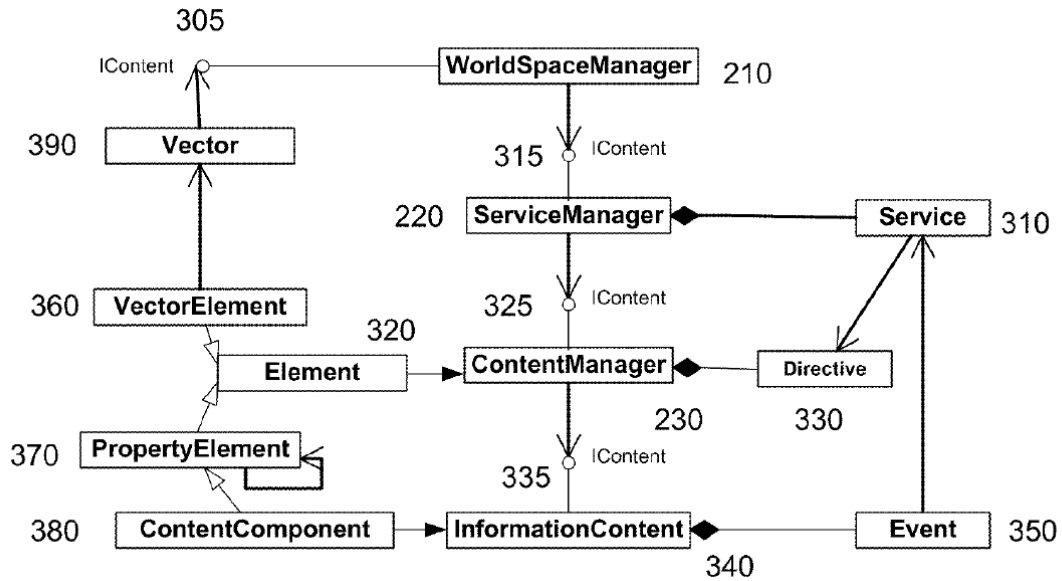 305
IContent
WorldSpaceManager
210
390
Vector
315
IContent
220
ServiceManager
Service
310
360
VectorElement
325
IContent
320
Element
ContentManager
Directive
230
330
370
PropertyElement
335
IContent
380
ContentComponent
InformationContent
Event
350
340